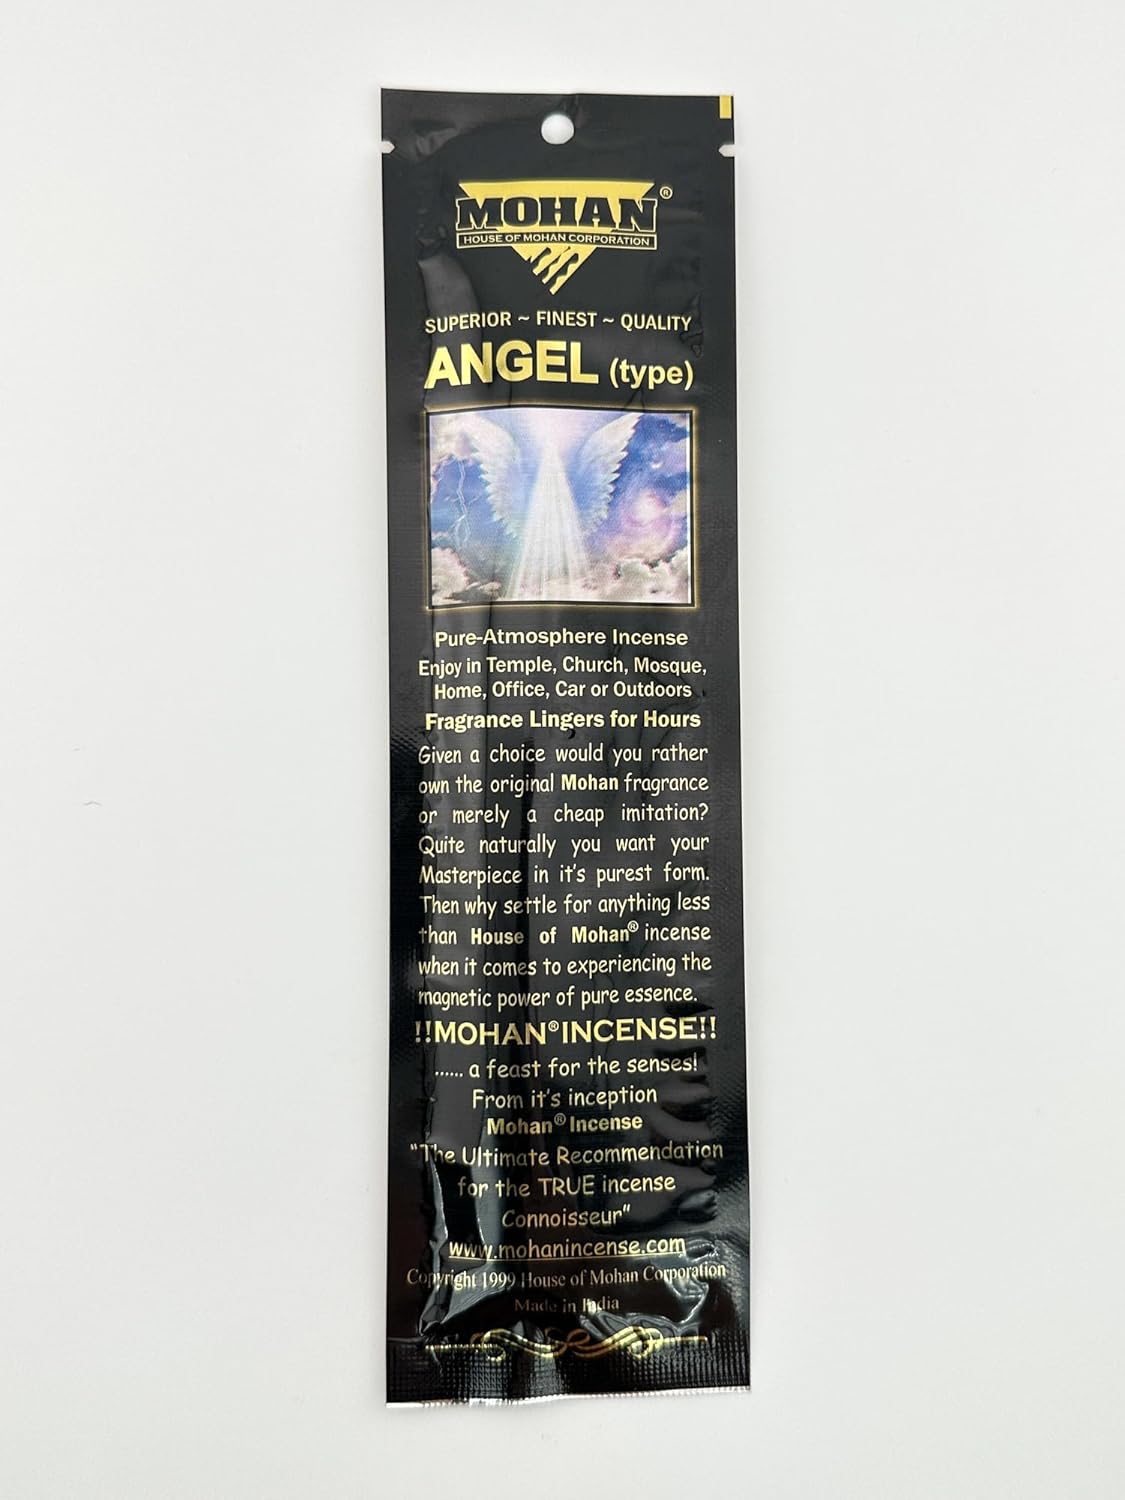 MOHAN®
HOUSE OF MOHAN CORPORATION
SUPERIOR ~ FINEST ~ QUALITY
ANGEL (type)
Pure-Atmosphere Incense
Enjoy in Temple, Church, Mosque,
Home, Office, Car or Outdoors
Fragrance Lingers for Hours
Given a choice would you rather
own the original Mohan fragrance
or merely a cheap imitation?
Quite naturally you want your
Masterpiece in it's purest form.
Then why settle for anything less
than House of Mohan® incense
when it comes to experiencing the
magnetic power of pure essence.
!!MOHAN®INCENSE!!
...... a feast for the senses!
From it's inception
Mohan® Incense
"The Ultimate Recommendation
for the TRUE incense
Connoisseur"
www.mohanincense.com
Copyright 1999 House of Mohan Corporation
Made in India